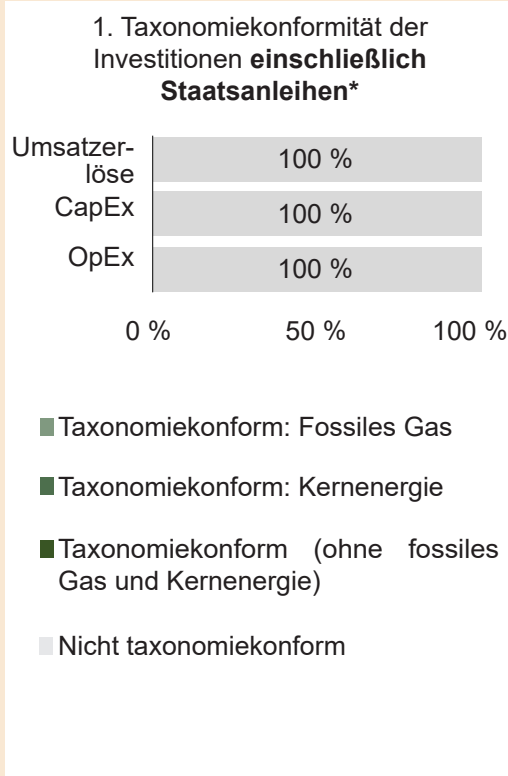 1. Taxonomiekonformität der
Investitionen einschließlich
Staatsanleihen*
Umsatzer-
löse
100 %
CapEx
100 %
OpEx
100 %
0 % 50 % 100 %
Taxonomiekonform: Fossiles Gas
Taxonomiekonform: Kernenergie
Taxonomiekonform (ohne fossiles
Gas und Kernenergie)
Nicht taxonomiekonform